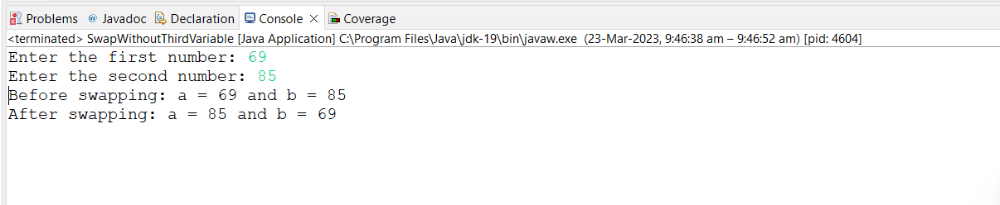 Problems @ Javadoc Declaration Console Coverage
<terminated> SwapWithoutThirdVariable [Java Application] C:\Program Files\Java\jdk-19\bin\javaw.exe (23-Mar-2023, 9:46:38 am – 9:46:52 am) [pid: 4604]
Enter the first number: 69
Enter the second number: 85
Before swapping: a = 69 and b = 85
After swapping: a = 85 and b = 69